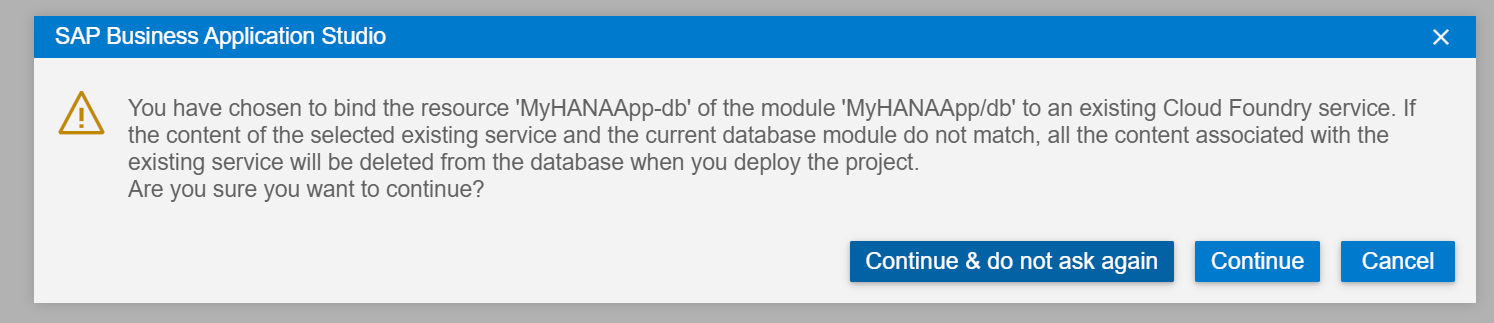 SAP Business Application Studio
You have chosen to bind the resource 'MyHANAApp-db' of the module 'MyHANAApp/db' to an existing Cloud Foundry service. If
the content of the selected existing service and the current database module do not match, all the content associated with the
existing service will be deleted from the database when you deploy the project.
Are you sure you want to continue?
Continue & do not ask again Continue Cancel